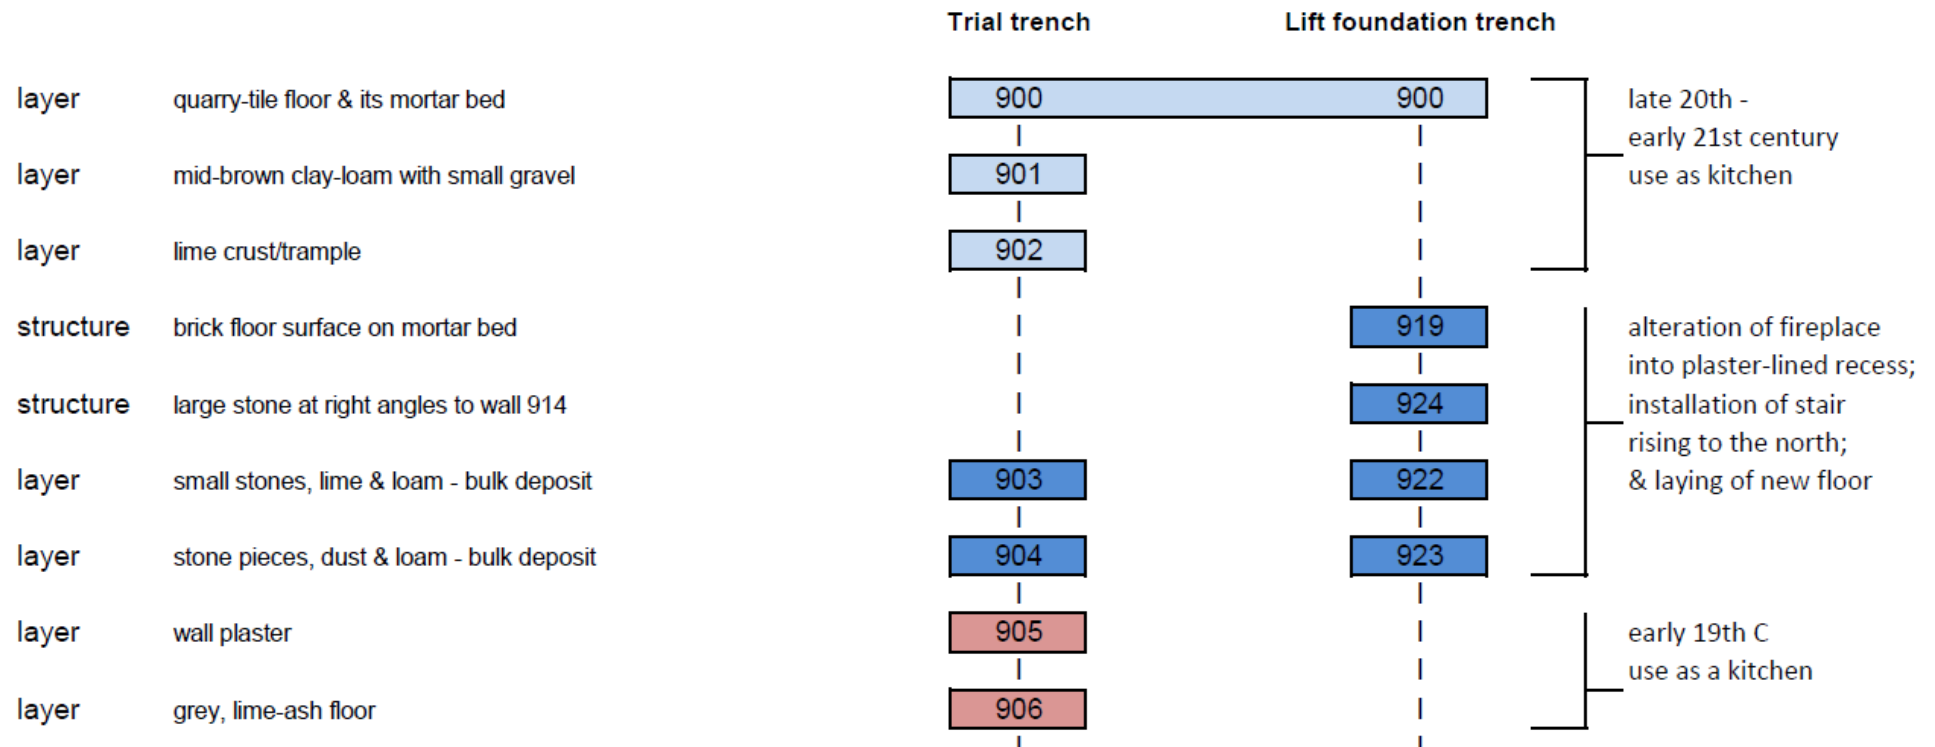 Trial trench Lift foundation trench
layer quarry-tile floor & its mortar bed 900 900 late 20th -
early 21st century
layer mid-brown clay-loam with small gravel 901 use as kitchen
layer lime crust/trample 902
structure brick floor surface on mortar bed 919 alteration of fireplace
into plaster-lined recess;
structure large stone at right angles to wall 914 924 installation of stair
rising to the north;
layer small stones, lime & loam - bulk deposit 903 922 & laying of new floor
layer stone pieces, dust & loam - bulk deposit 904 923
layer wall plaster 905 early 19th C
use as a kitchen
layer grey, lime-ash floor 906